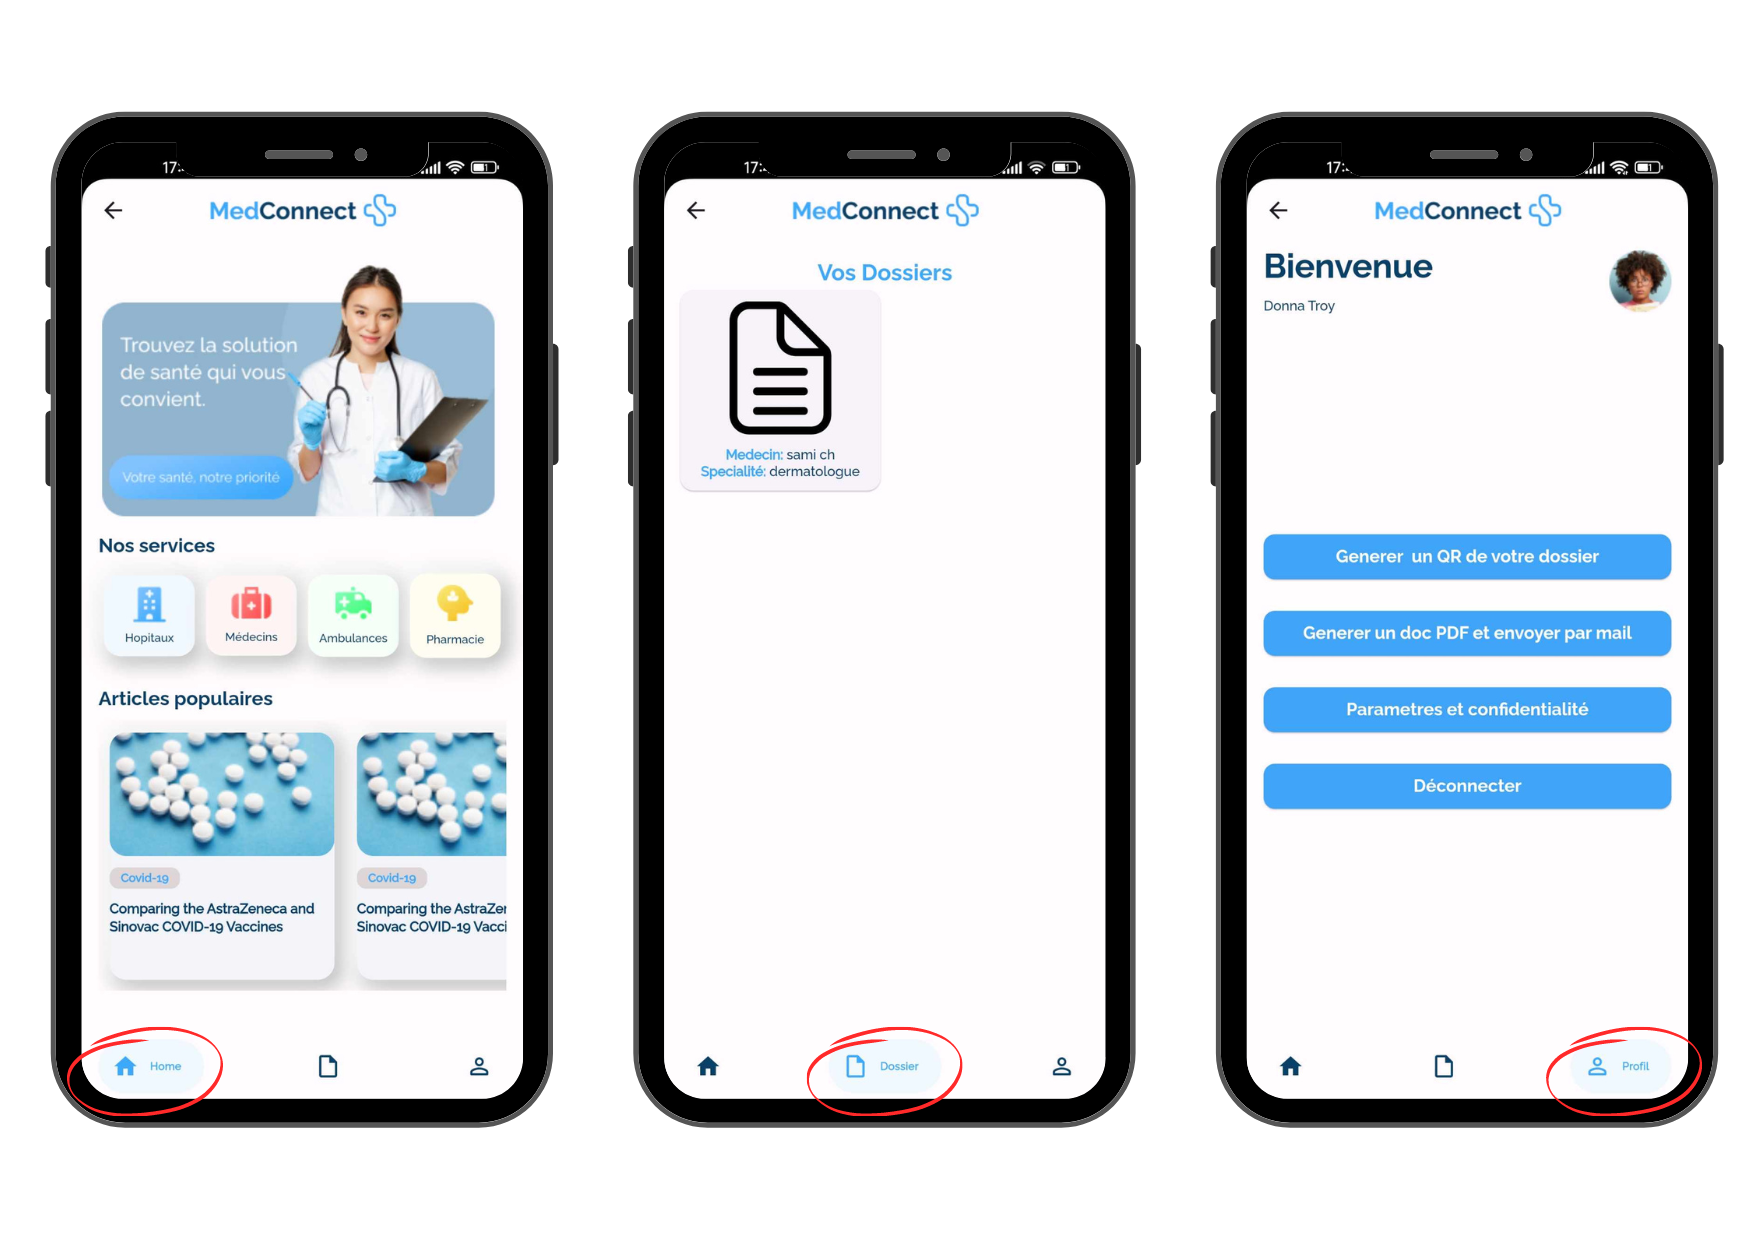 17:
MedConnect
Trouvez la solution
de santé qui vous
convient.
Votre santé, notre priorité
Nos services
Hopitaux
Médecins
Ambulances
Pharmacie
Articles populaires
Covid-19
Comparing the AstraZeneca and
Sinovac COVID-19 Vaccines
Covid-19
Comparing the AstraZe
Sinovac COVID-19 Vacci
Home
17:
MedConnect
Vos Dossiers
Medecin: sami ch
Specialité: dermatologue
Dossier
17:
MedConnect
Bienvenue
Donna Troy
Generer un QR de votre dossier
Generer un doc PDF et envoyer par mail
Parametres et confidentialité
Déconnecter
Profil